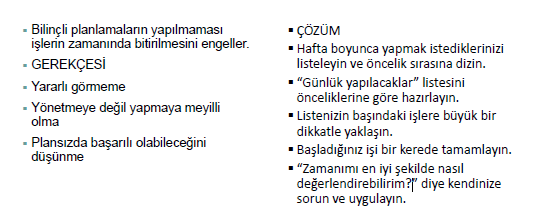 ▪ Bilinçli planlamaların yapılmaması
işlerin zamanında bitirilmesini engeller.
▪ GEREKÇESİ
▪ Yararlı görmeme
▪ Yönetmeye değil yapmaya meyilli
olma
▪ Plansızda başarılı olabileceğini
düşünme
▪ ÇÖZÜM
▪ Hafta boyunca yapmak istediklerinizi
listeleyin ve öncelik sırasına dizin.
▪ “Günlük yapılacaklar” listesini
önceliklerine göre hazırlayın.
▪ Listenizin başındaki işlere büyük bir
dikkatle yaklaşın.
▪ Başladığınız işi bir kerede tamamlayın.
▪ “Zamanımı en iyi şekilde nasıl
değerlendirebilirim?” diye kendinize
sorun ve uygulayın.